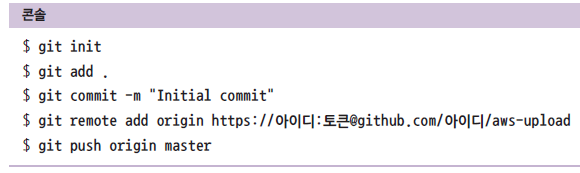 콘솔
$ git init
$ git add .
$ git commit -m "Initial commit"
$ git remote add origin https://아이디:토큰@github.com/아이디/aws-upload
$ git push origin master